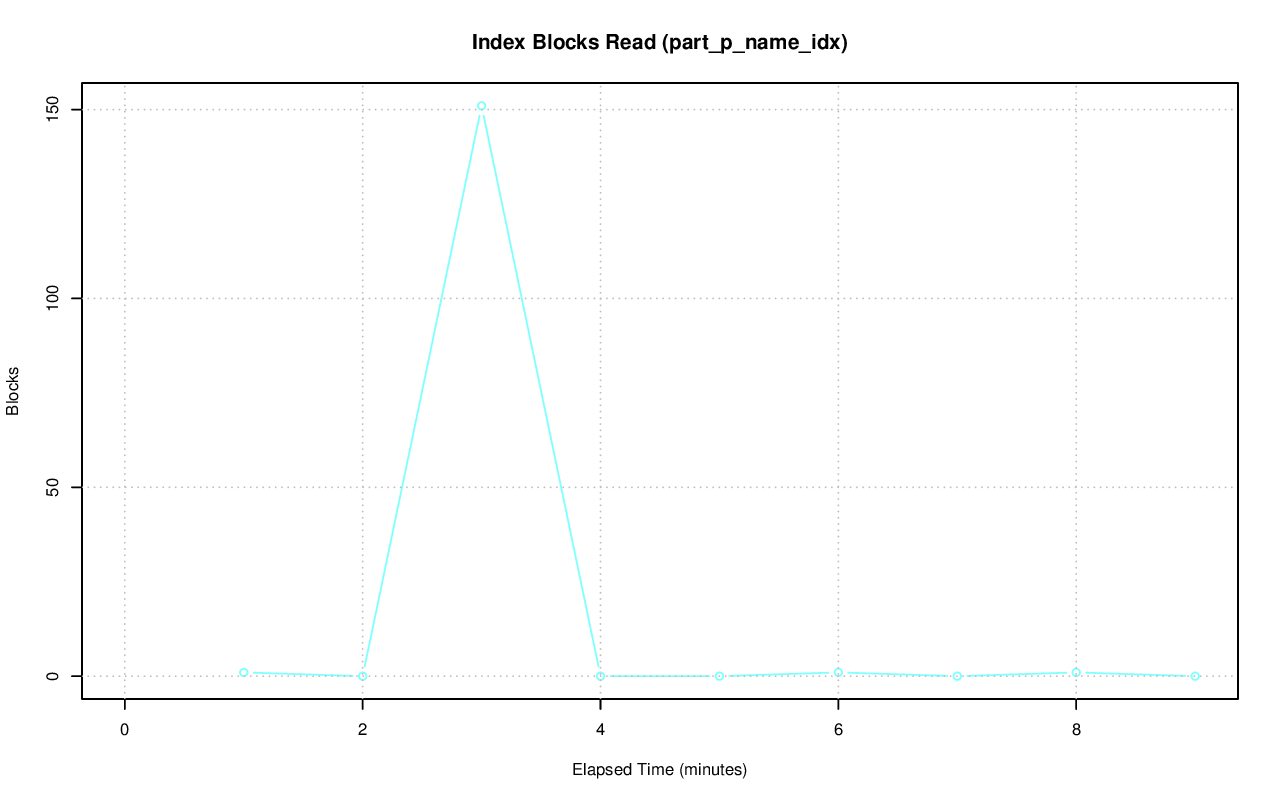 Index Blocks Read (part_p_name_idx)
150
100
50
0
Blocks
0 2 4 6 8
Elapsed Time (minutes)